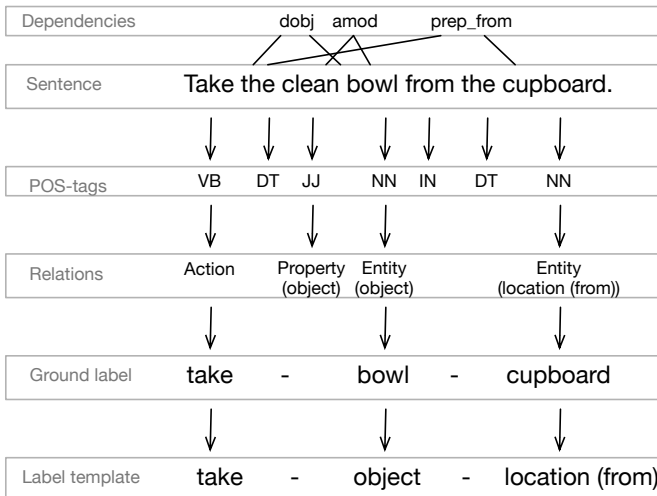 Dependencies dobj amod prep_from
Sentence Take the clean bowl from the cupboard.
POS-tags VB DT JJ NN IN DT NN
Relations Action Property Entity Entity
(object) (object) (location (from))
Ground label take - bowl - cupboard
Label template take - object - location (from)